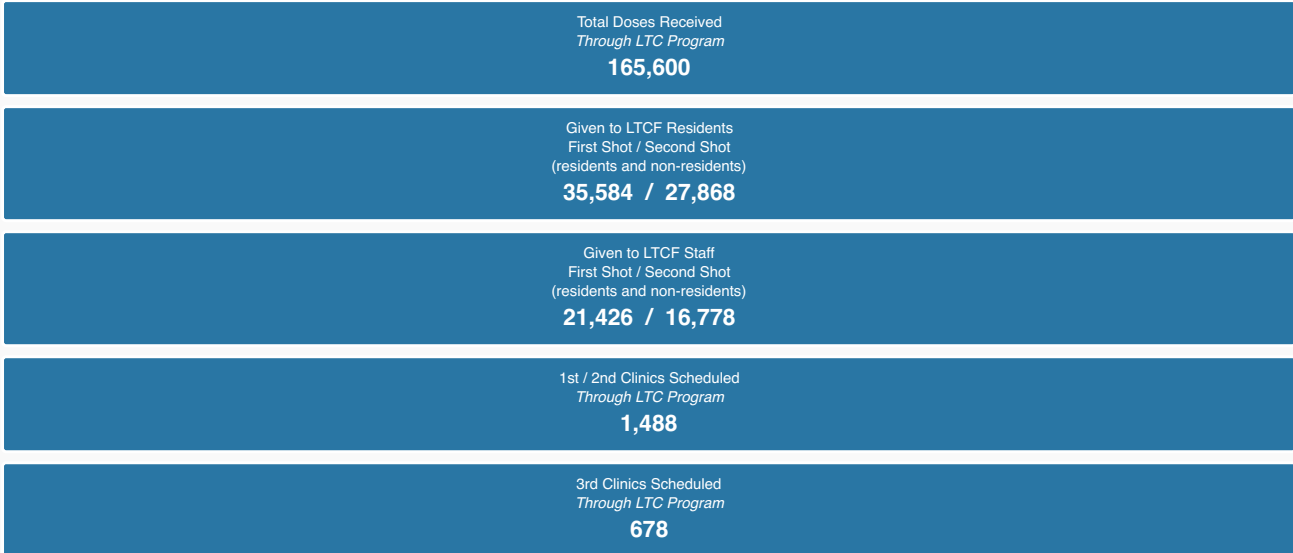 Total Doses Received
Through LTC Program
165,600
Given to LTCF Residents
First Shot / Second Shot
(residents and non-residents)
35,584 / 27,868
Given to LTCF Staff
First Shot / Second Shot
(residents and non-residents)
21,426 / 16,778
1st / 2nd Clinics Scheduled
Through LTC Program
1,488
3rd Clinics Scheduled
Through LTC Program
678